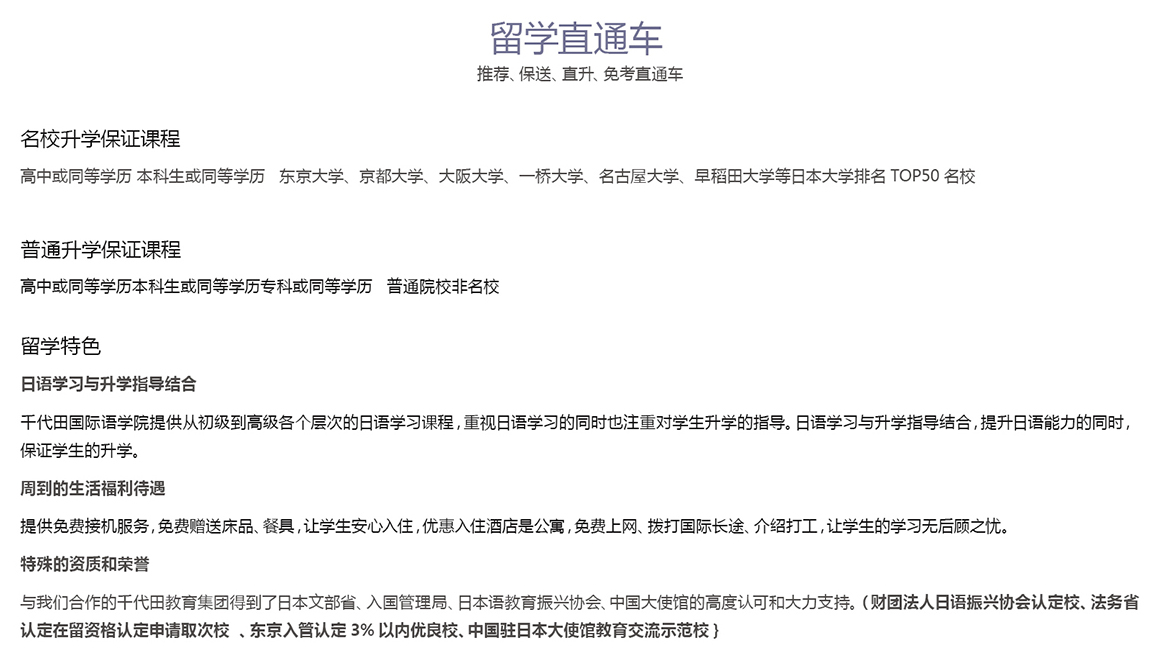 留学直通车
推荐、保送、直升、免考直通车
名校升学保证课程
高中或同等学历 本科生或同等学历 东京大学、京都大学、大阪大学、一桥大学、名古屋大学、早稻田大学等日本大学排名 TOP50 名校
普通升学保证课程
高中或同等学历本科生或同等学历专科或同等学历 普通院校非名校
留学特色
日语学习与升学指导结合
千代田国际语学院提供从初级到高级各个层次的日语学习课程,重视日语学习的同时也注重对学生升学的指导。日语学习与升学指导结合,提升日语能力的同时,
保证学生的升学。
周到的生活福利待遇
提供免费接机服务,免费赠送床品、餐具,让学生安心入住,优惠入住酒店是公寓,免费上网、拨打国际长途、介绍打工,让学生的学习无后顾之忧。
特殊的资质和荣誉
与我们合作的千代田教育集团得到了日本文部省、入国管理局、日本语教育振兴协会、中国大使馆的高度认可和大力支持。(财团法人日语振兴协会认定校、法务省
认定在留资格认定申请取次校 、东京入管认定 3% 以内优良校、中国驻日本大使馆教育交流示范校}